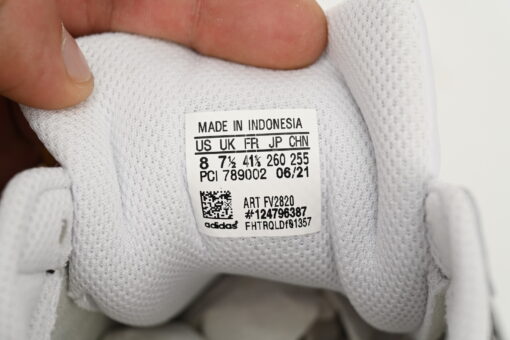 MADE IN INDONESIA
US UK FR JP CHN
8 7½ 41⅓ 260 255
PCI 789002 06/21
ART FV2820
#124796387
adidas FHTRQLDf01357